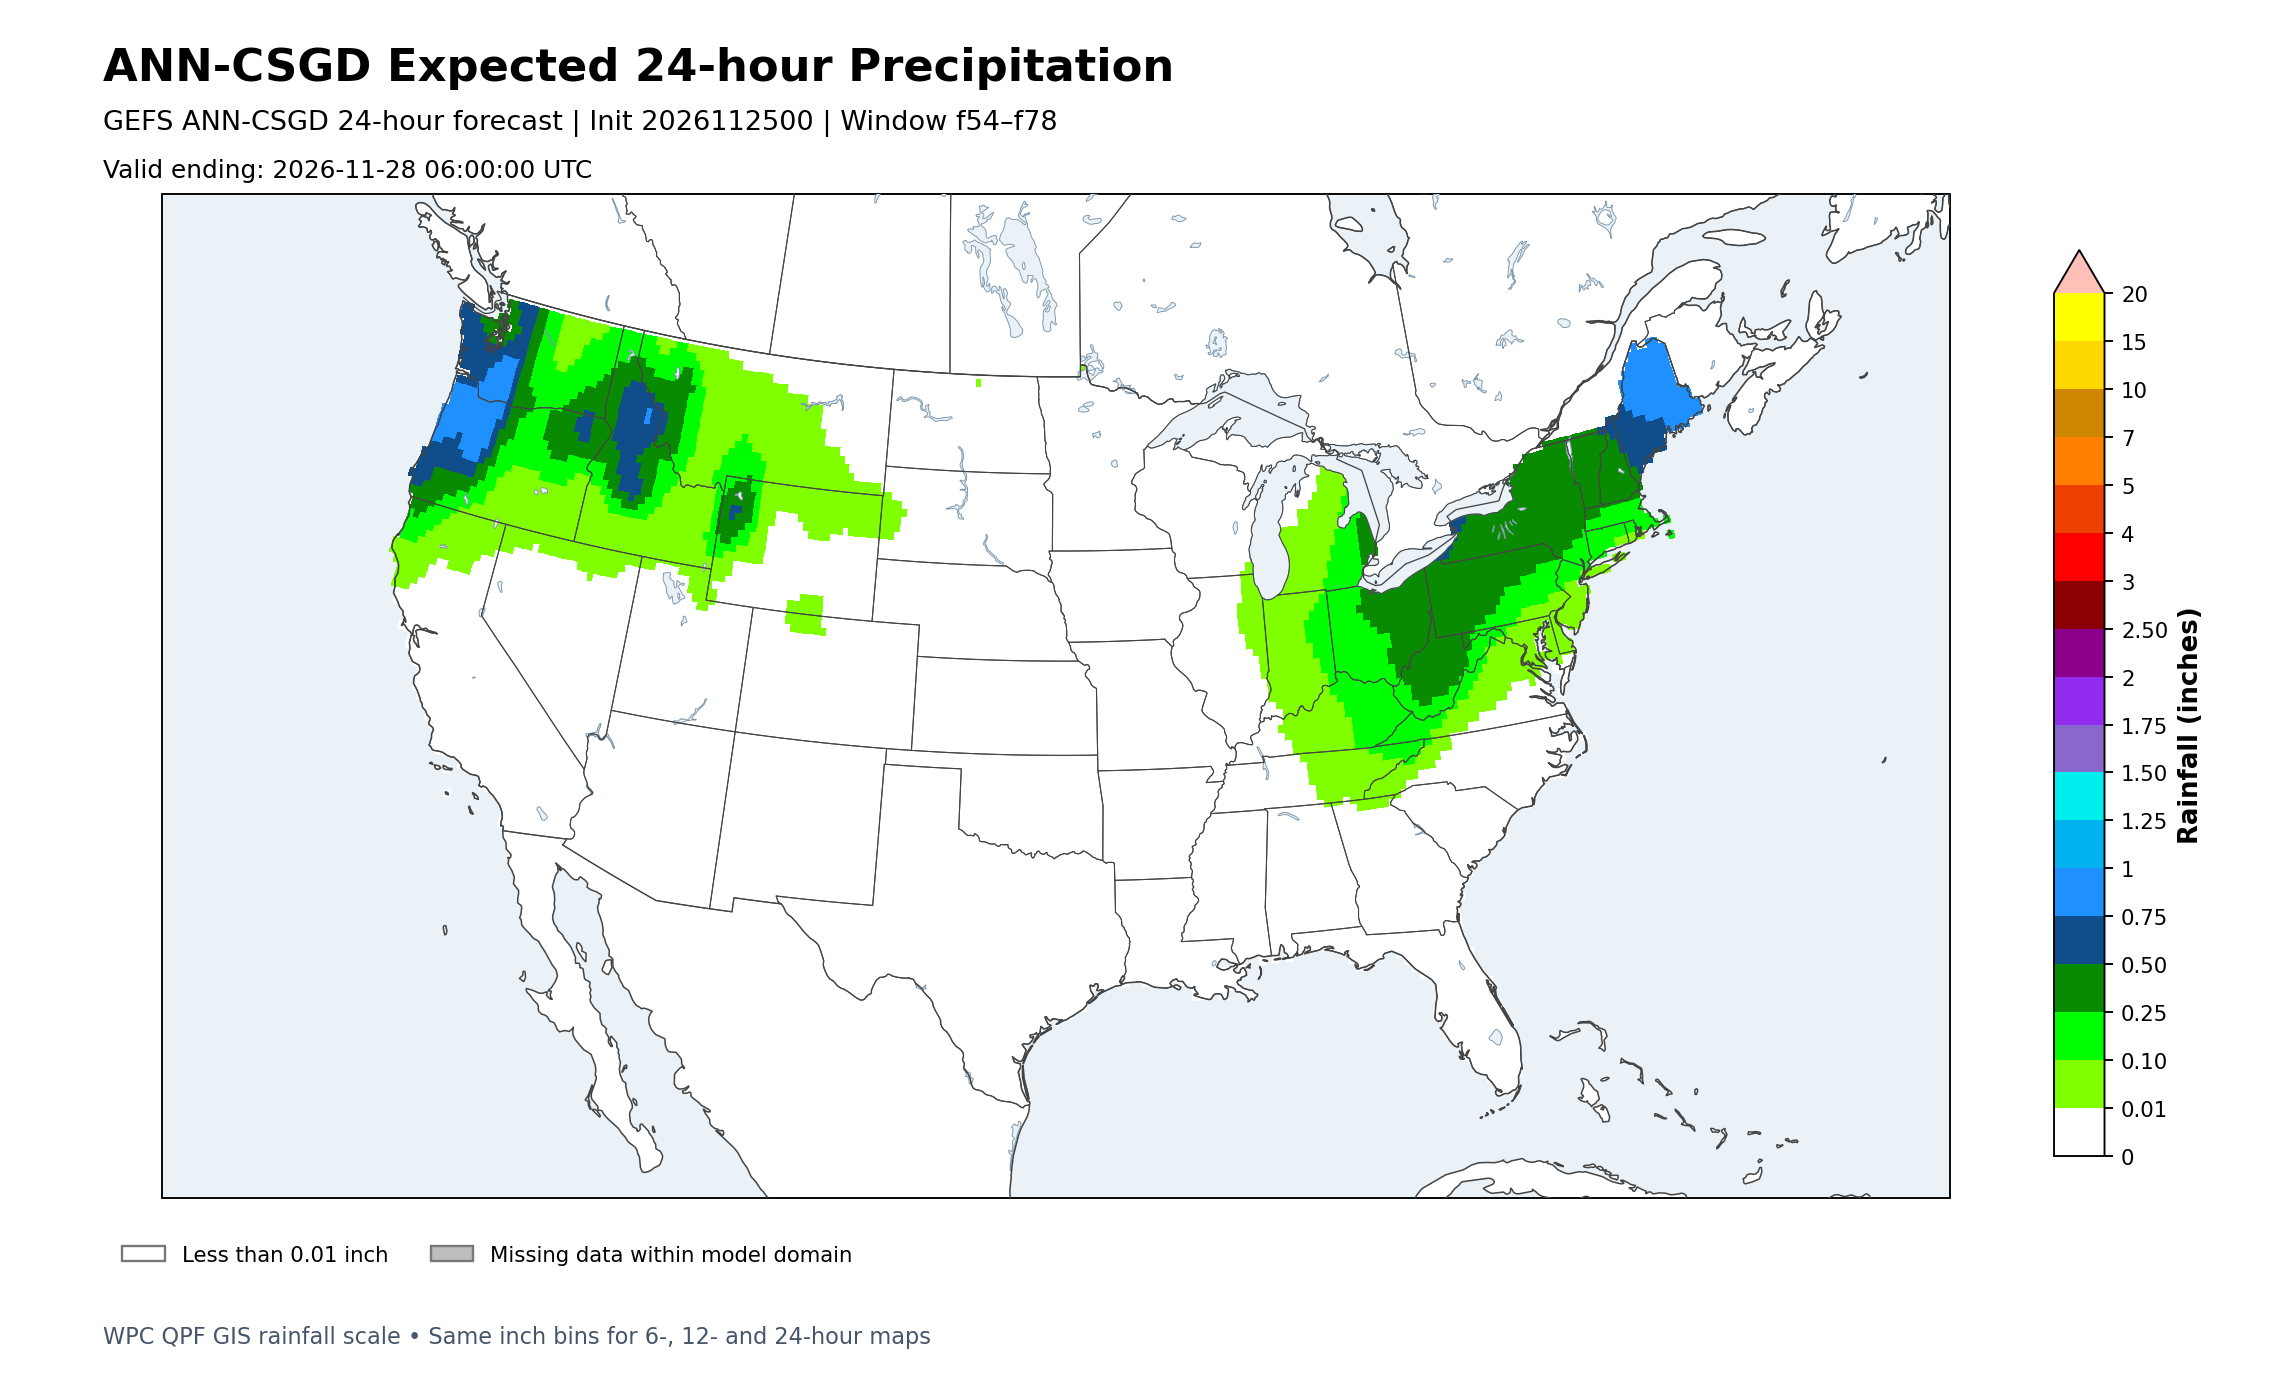 ANN-CSGD Expected 24-hour Precipitation
GEFS ANN-CSGD 24-hour forecast | Init 2026112500 | Window f54–f78
Valid ending: 2026-11-28 06:00:00 UTC
20
15
10
7
5
4
3
2.50
2
1.75
1.50
1.25
1
0.75
0.50
0.25
0.10
0.01
0
Rainfall (inches)
Less than 0.01 inch
Missing data within model domain
WPC QPF GIS rainfall scale • Same inch bins for 6-, 12- and 24-hour maps